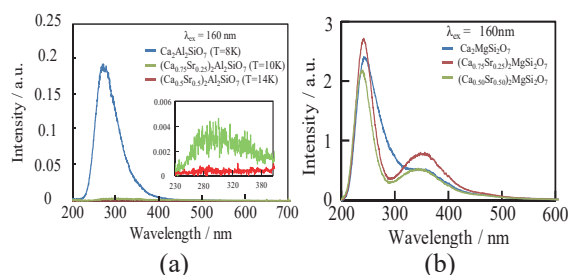 λex = 160 nm
Ca2Al2SiO7 (T=8K)
(Ca0.75Sr0.25)2Al2SiO7 (T=10K)
(Ca0.5Sr0.5)2Al2SiO7 (T=14K)
Intensity / a.u.
0.2
0.15
0.1
0.05
0
0.006
0.004
0.002
0
230 280 330 380
200 300 400 500 600 700
Wavelength / nm
(a)
λex = 160nm
Ca2MgSi2O7
(Ca0.75Sr0.25)2MgSi2O7
(Ca0.50Sr0.50)2MgSi2O7
Intensity / a.u.
3
2
1
0
200 300 400 500 600
Wavelength / nm
(b)